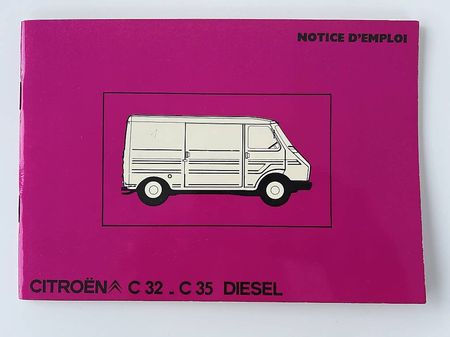 NOTICE D'EMPLOI
CITROËN C 32 - C 35 DIESEL